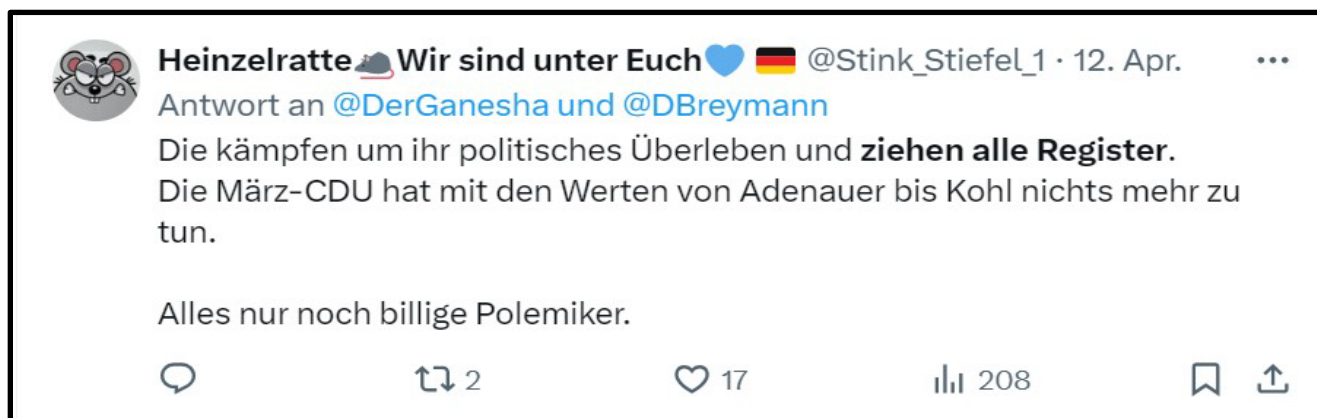 Heinzelratte🐀Wir sind unter Euch💙 🇩🇪 @Stink_Stiefel_1 · 12. Apr.
Antwort an @DerGanesha und @DBreymann
Die kämpfen um ihr politisches Überleben und ziehen alle Register.
Die März-CDU hat mit den Werten von Adenauer bis Kohl nichts mehr zu
tun.
Alles nur noch billige Polemiker.
2 17 208